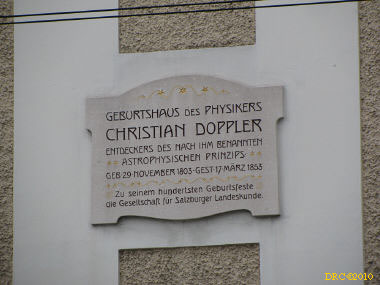 GEBURTSHAUS DES PHYSIKERS
CHRISTIAN DOPPLER
ENTDECKERS DES NACH IHM BENANNTEN
ASTROPHYSISCHEN PRINZIPS·
GEB·29·NOVEMBER 1803·GEST·17·MÄRZ 1853
Zu seinem hundertsten Geburtsfeste
die Gesellschaft für Salzburger Landeskunde.
DRC©2010